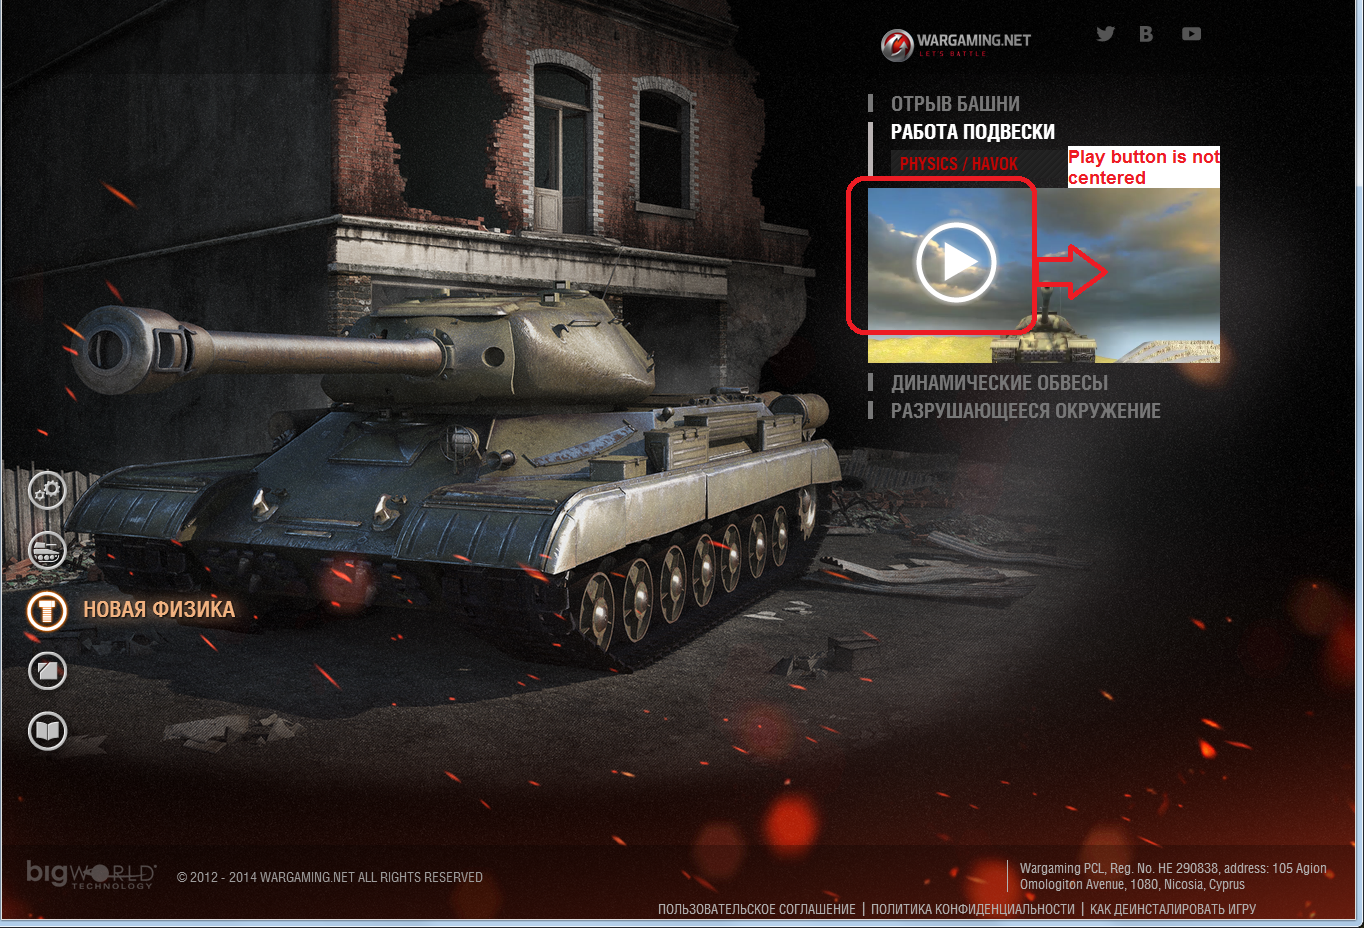 WARGAMING.NET
LET'S BATTLE
ОТРЫВ БАШНИ
РАБОТА ПОДВЕСКИ
PHYSICS / HAVOK
Play button is not
centered
ДИНАМИЧЕСКИЕ ОБВЕСЫ
РАЗРУШАЮЩЕЕСЯ ОКРУЖЕНИЕ
НОВАЯ ФИЗИКА
bigWORLD
TECHNOLOGY
© 2012 - 2014 WARGAMING.NET ALL RIGHTS RESERVED
Wargaming PCL, Reg. No. HE 290838, address: 105 Agion
Omologiton Avenue, 1080, Nicosia, Cyprus
ПОЛЬЗОВАТЕЛЬСКОЕ СОГЛАШЕНИЕ | ПОЛИТИКА КОНФИДЕНЦИАЛЬНОСТИ | КАК ДЕИНСТАЛИРОВАТЬ ИГРУ